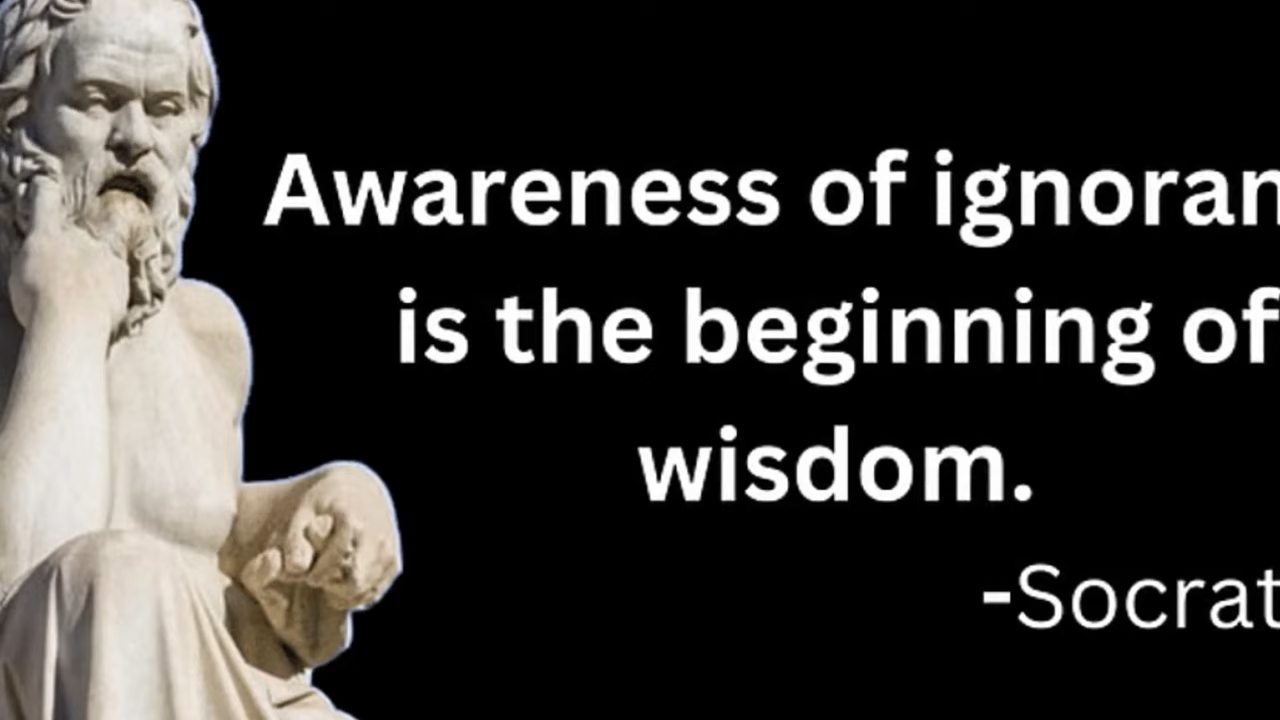 Awareness of ignoran
is the beginning of
wisdom.
-Socrat